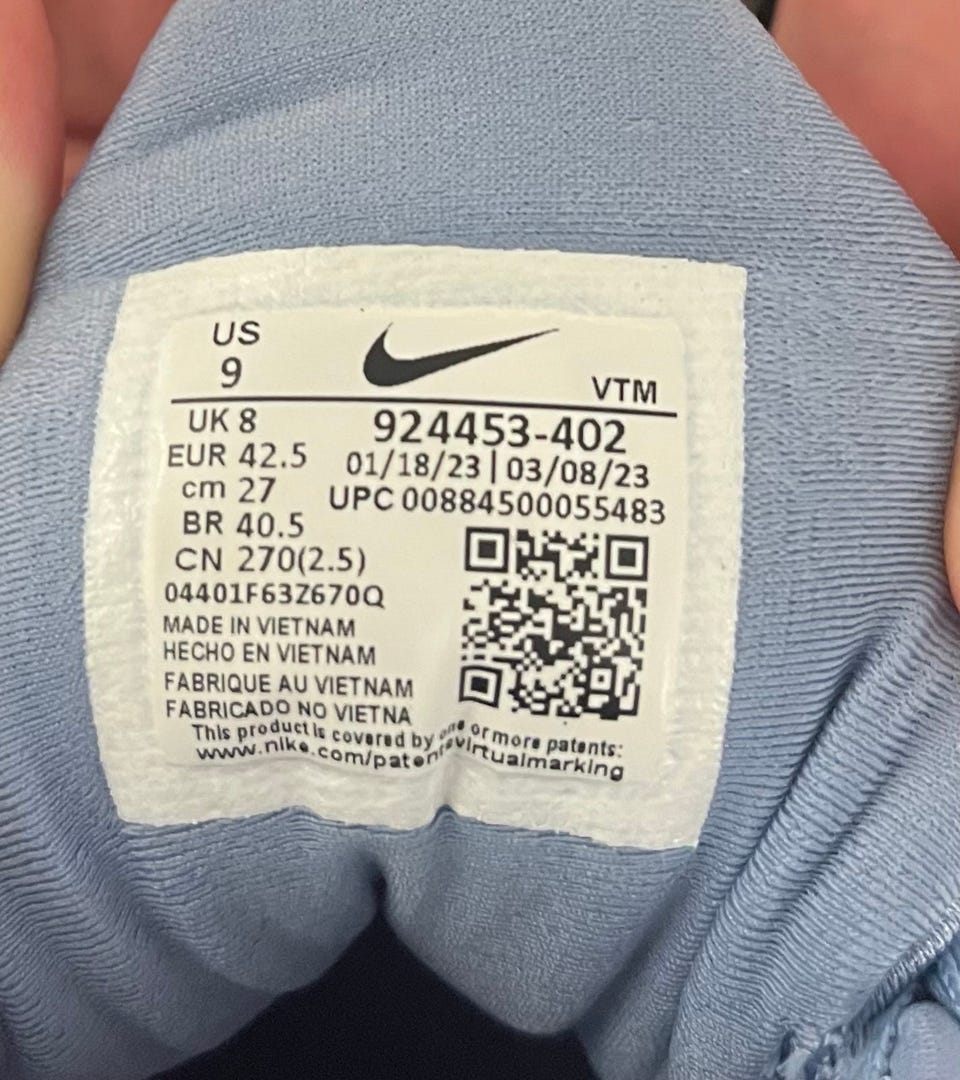 US
9
VTM
UK 8
924453-402
EUR 42.5
01/18/23 | 03/08/23
cm 27
UPC 00884500055483
BR 40.5
CN 270(2.5)
04401F63Z670Q
MADE IN VIETNAM
HECHO EN VIETNAM
FABRIQUE AU VIETNAM
FABRICADO NO VIETNA
This product is covered by one or more patents:
www.nike.com/patentsvirtualmarking